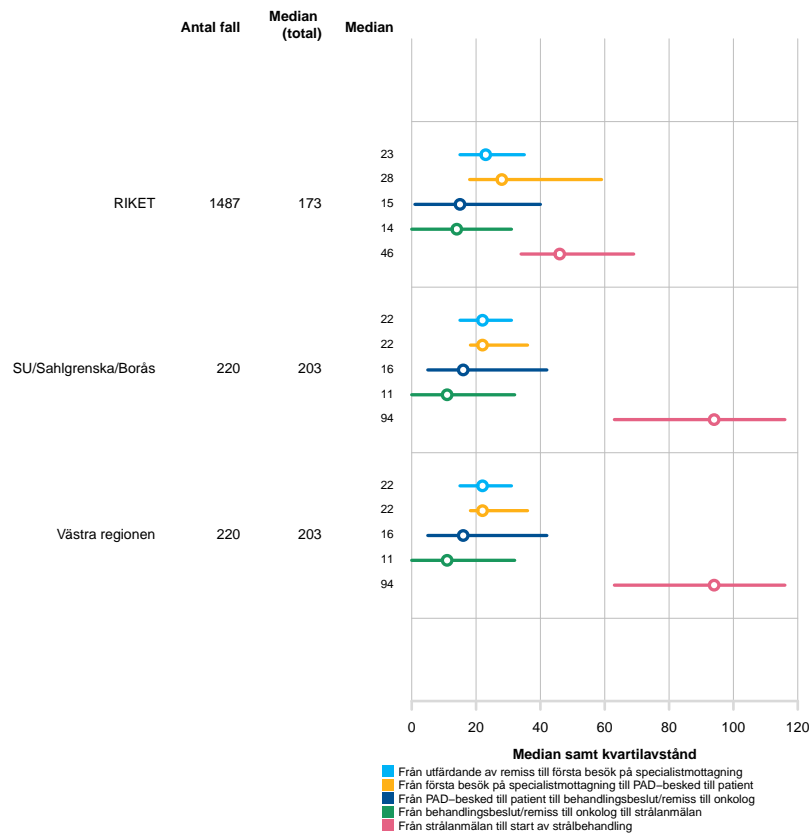 Antal fall Median (total) Median
RIKET 1487 173
23
28
15
14
46
SU/Sahlgrenska/Borås 220 203
22
22
16
11
94
Västra regionen 220 203
22
22
16
11
94
0 20 40 60 80 100 120
Median samt kvartilavstånd
Från utfärdande av remiss till första besök på specialistmottagning
Från första besök på specialistmottagning till PAD−besked till patient
Från PAD−besked till patient till behandlingsbeslut/remiss till onkolog
Från behandlingsbeslut/remiss till onkolog till strålanmälan
Från strålanmälan till start av strålbehandling